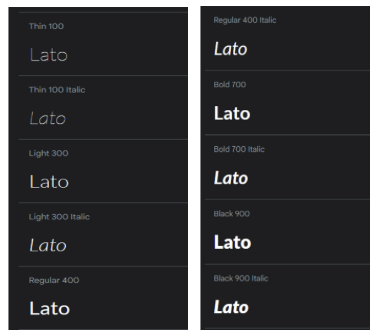 Thin 100
Lato
Thin 100 Italic
Lato
Light 300
Lato
Light 300 Italic
Lato
Regular 400
Lato
Regular 400 Italic
Lato
Bold 700
Lato
Bold 700 Italic
Lato
Black 900
Lato
Black 900 Italic
Lato